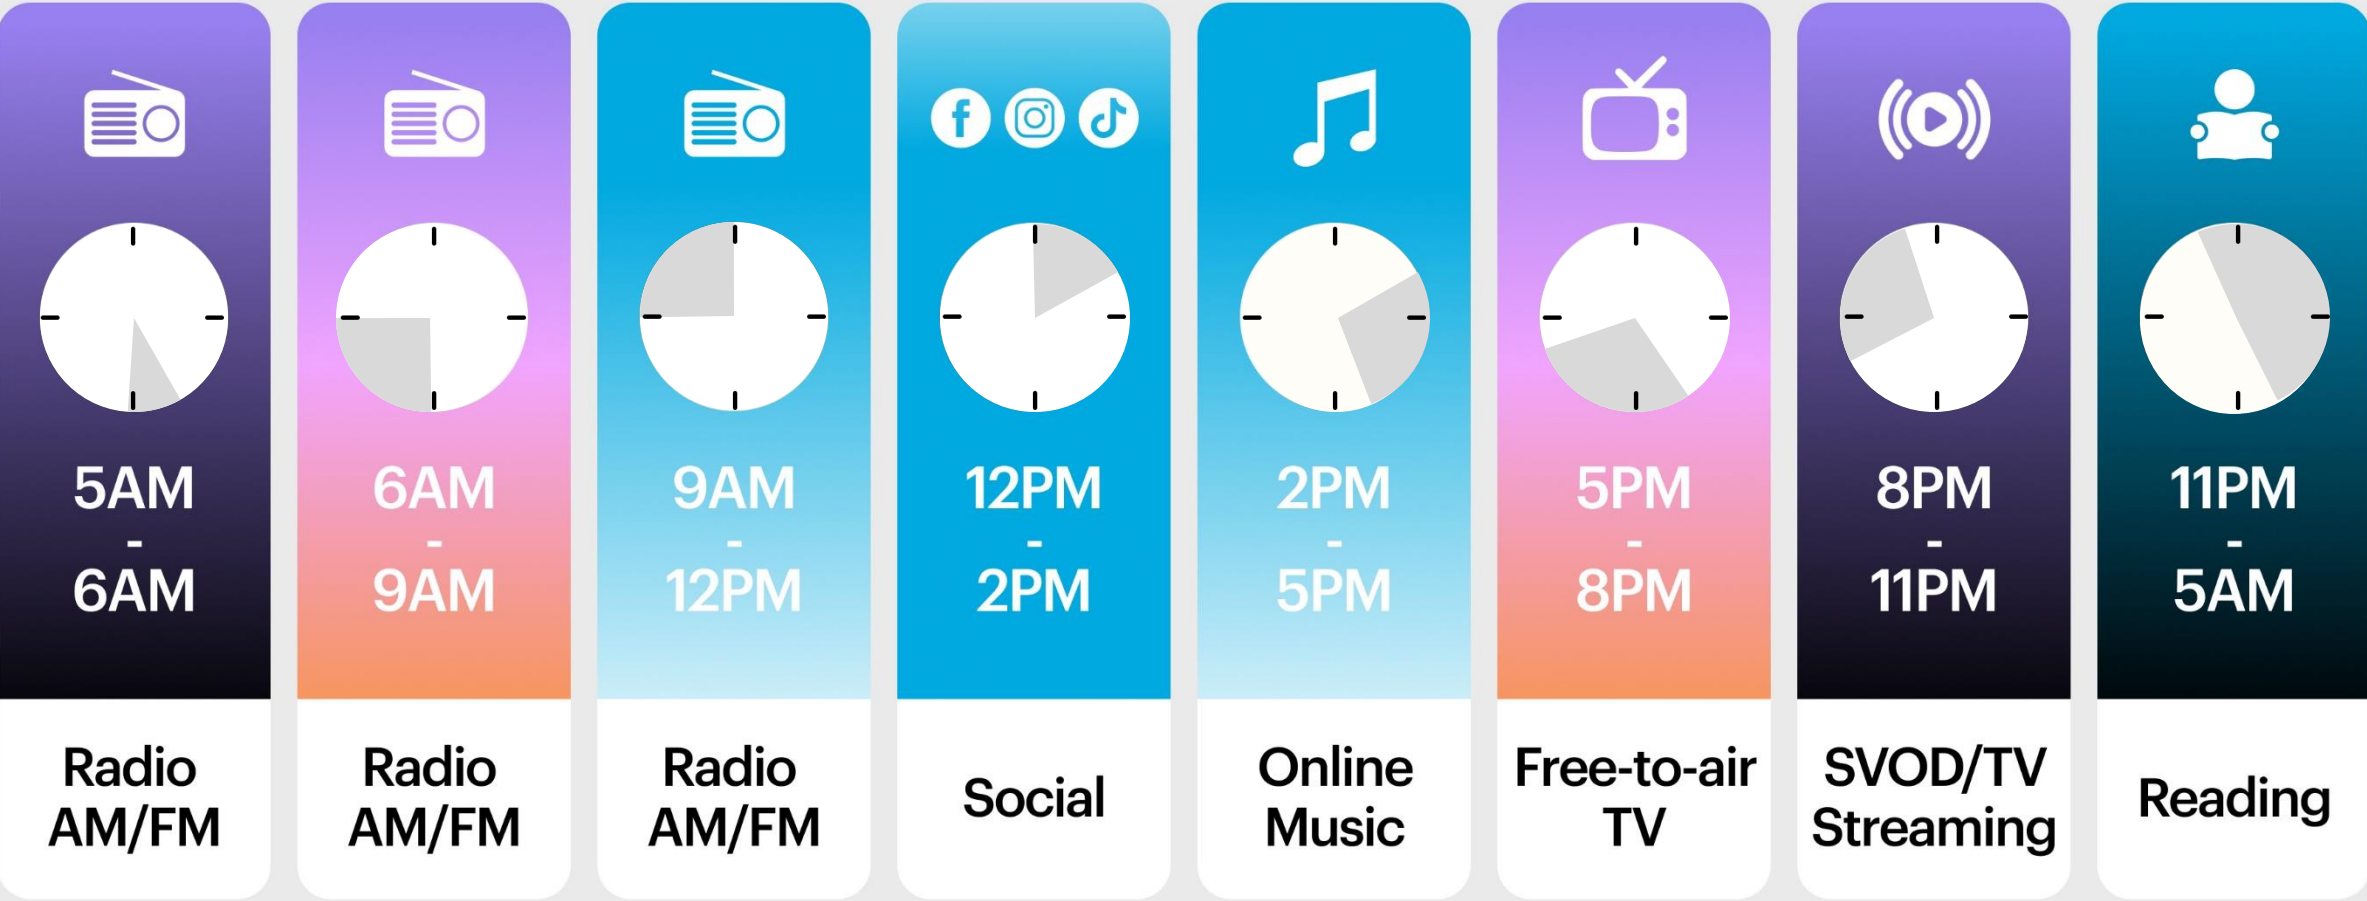 5AM
-
6AM
Radio
AM/FM
6AM
-
9AM
Radio
AM/FM
9AM
-
12PM
Radio
AM/FM
12PM
-
2PM
Social
2PM
-
5PM
Online
Music
5PM
-
8PM
Free-to-air
TV
8PM
-
11PM
SVOD/TV
Streaming
11PM
-
5AM
Reading